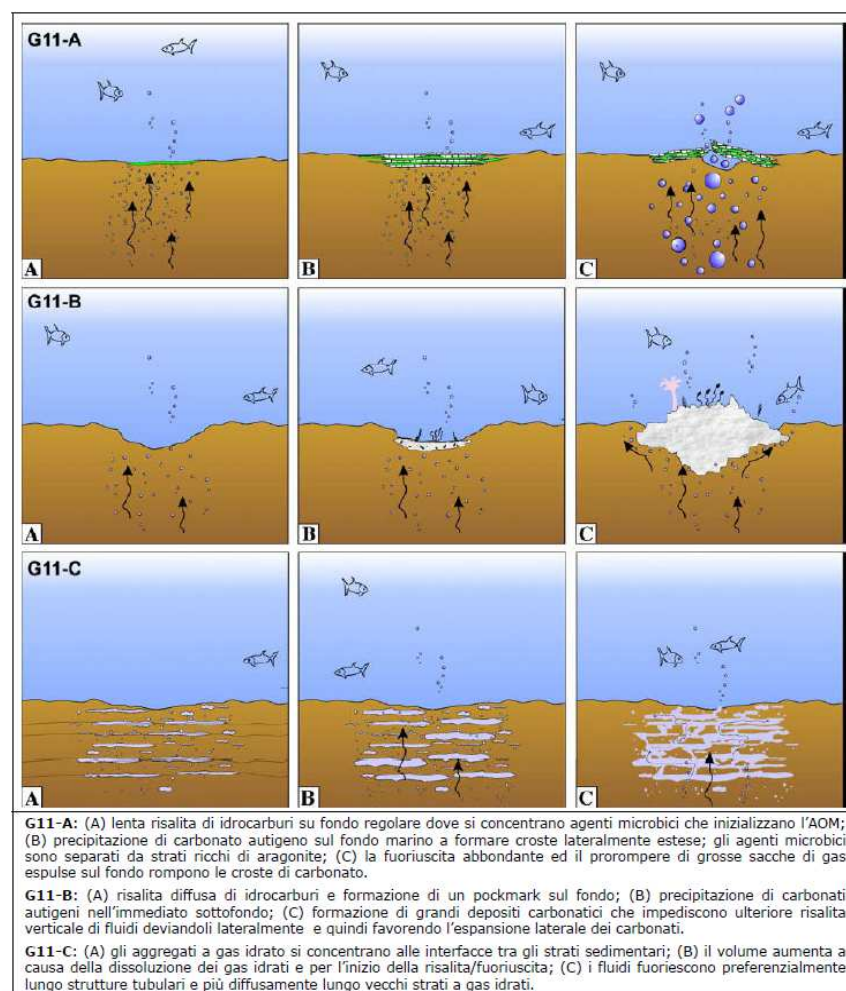 G11-A
A
B
C
G11-B
A
B
C
G11-C
A
B
C
G11-A: (A) lenta risalita di idrocarburi su fondo regolare dove si concentrano agenti microbici che inizializzano l'AOM;
(B) precipitazione di carbonato autigeno sul fondo marino a formare croste lateralmente estese; gli agenti microbici
sono separati da strati ricchi di aragonite; (C) la fuoriuscita abbondante ed il prorompere di grosse sacche di gas
espulse sul fondo rompono le croste di carbonato.
G11-B: (A) risalita diffusa di idrocarburi e formazione di un pockmark sul fondo; (B) precipitazione di carbonati
autigeni nell'immediato sottofondo; (C) formazione di grandi depositi carbonatici che impediscono ulteriore risalita
verticale di fluidi deviandoli lateralmente e quindi favorendo l'espansione laterale dei carbonati.
G11-C: (A) gli aggregati a gas idrato si concentrano alle interfacce tra gli strati sedimentari; (B) il volume aumenta a
causa della dissoluzione dei gas idrati e per l'inizio della risalita/fuoriuscita; (C) i fluidi fuoriescono preferenzialmente
lungo strutture tubulari e più diffusamente lungo vecchi strati a gas idrati.